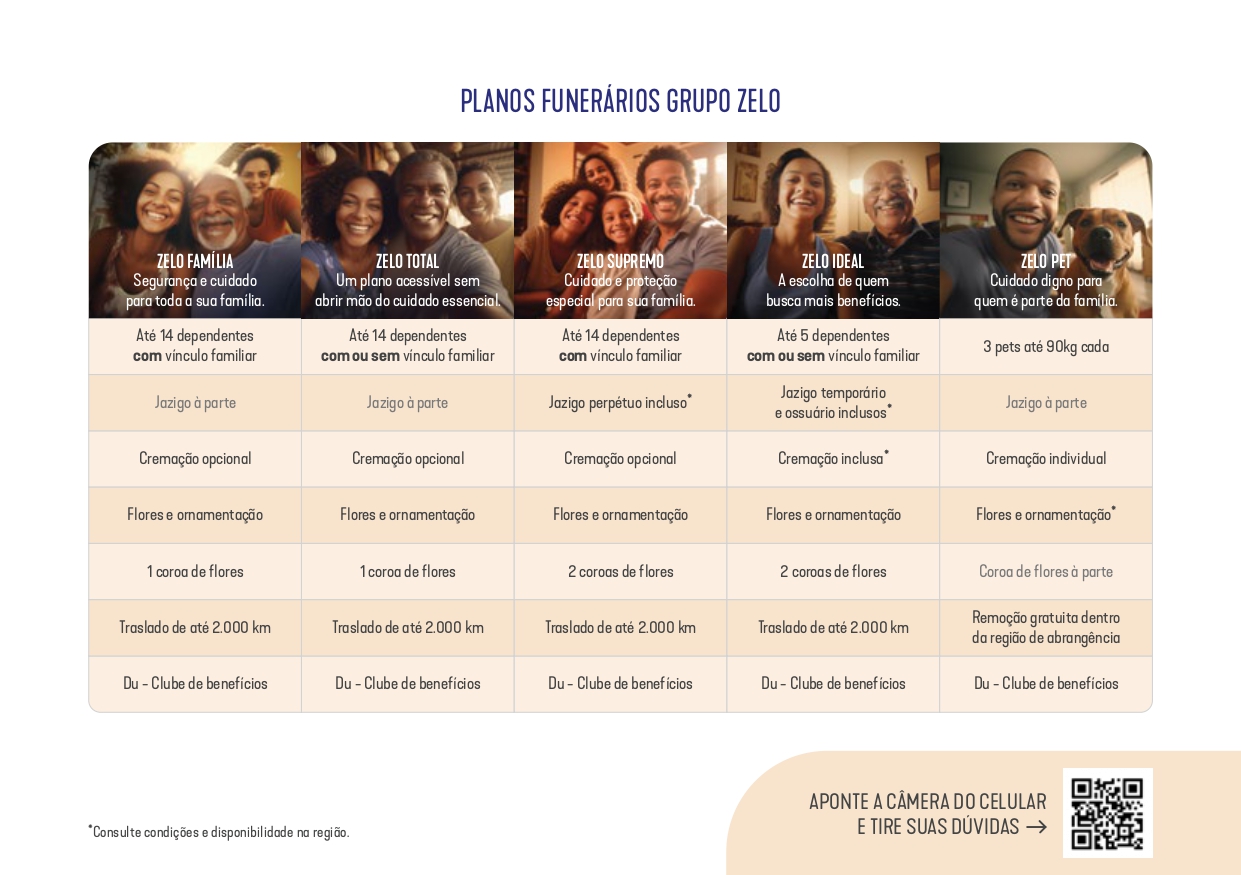 PLANOS FUNERÁRIOS GRUPO ZELO
ZELO FAMÍLIA
Segurança e cuidado
para toda a sua família.
ZELO TOTAL
Um plano acessível sem
abrir mão do cuidado essencial.
ZELO SUPREMO
Cuidado e proteção
especial para sua família.
ZELO IDEAL
A escolha de quem
busca mais benefícios.
ZELO PET
Cuidado digno para
quem é parte da família.
Até 14 dependentes
com vínculo familiar
Até 14 dependentes
com ou sem vínculo familiar
Até 14 dependentes
com vínculo familiar
Até 5 dependentes
com ou sem vínculo familiar
3 pets até 90kg cada
Jazigo à parte
Jazigo à parte
Jazigo perpétuo incluso*
Jazigo temporário
e ossuário inclusos*
Jazigo à parte
Cremação opcional
Cremação opcional
Cremação opcional
Cremação inclusa*
Cremação individual
Flores e ornamentação
Flores e ornamentação
Flores e ornamentação
Flores e ornamentação
Flores e ornamentação*
1 coroa de flores
1 coroa de flores
2 coroas de flores
2 coroas de flores
Coroa de flores à parte
Traslado de até 2.000 km
Traslado de até 2.000 km
Traslado de até 2.000 km
Traslado de até 2.000 km
Remoção gratuita dentro
da região de abrangência
Du – Clube de benefícios
Du – Clube de benefícios
Du – Clube de benefícios
Du – Clube de benefícios
Du – Clube de benefícios
APONTE A CÂMERA DO CELULAR
E TIRE SUAS DÚVIDAS →
*Consulte condições e disponibilidade na região.